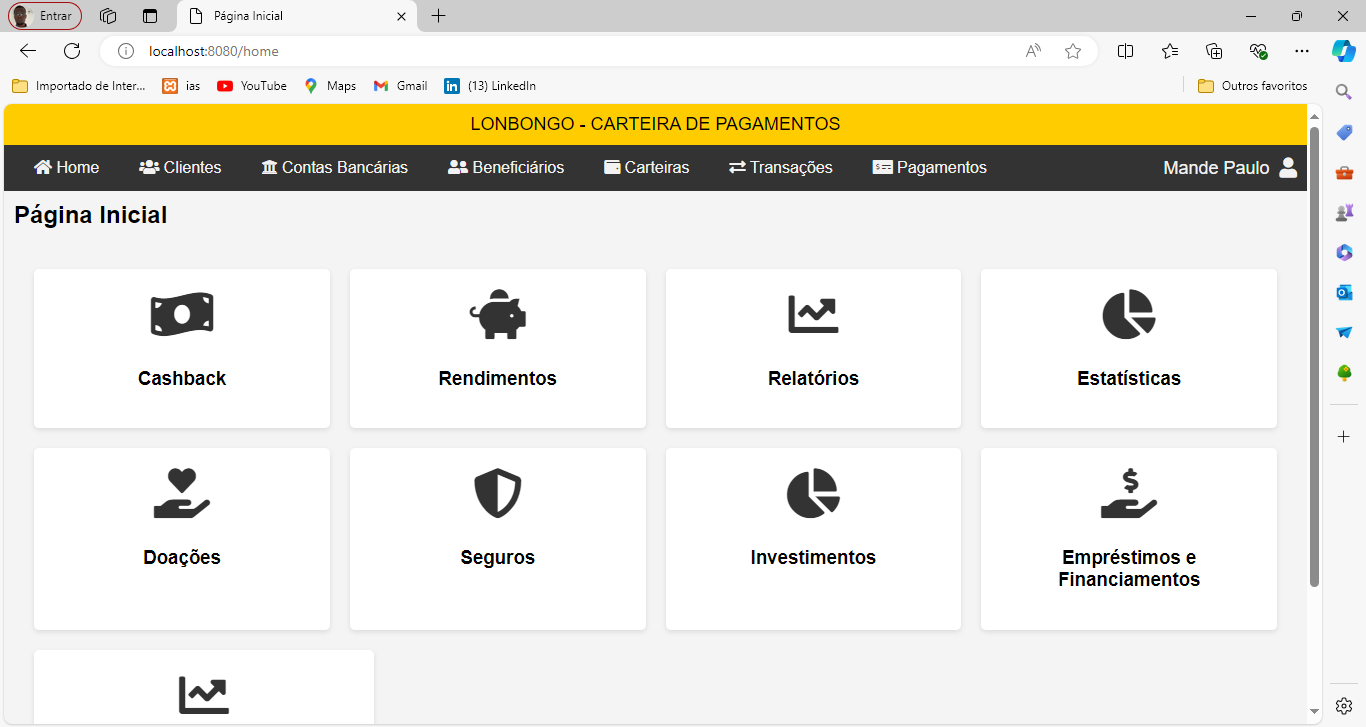 Entrar
Página Inicial
localhost:8080/home
Importado de Inter...
ias
YouTube
Maps
Gmail
(13) LinkedIn
Outros favoritos
LONBONGO - CARTEIRA DE PAGAMENTOS
Home Clientes Contas Bancárias Beneficiários Carteiras Transações Pagamentos Mande Paulo
Página Inicial
Cashback
Rendimentos
Relatórios
Estatísticas
Doações
Seguros
Investimentos
Empréstimos e
Financiamentos